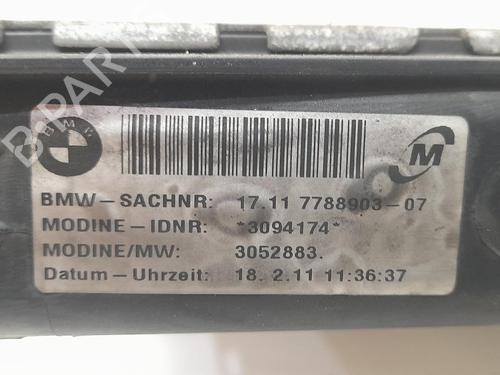 B-PARTS
BMW
M
BMW-SACHNR: 17.11 7788903-07
MODINE-IDNR: *3094174*
MODINE/MW: 3052883.
Datum-Uhrzeit: 18. 2.11 11:36:37